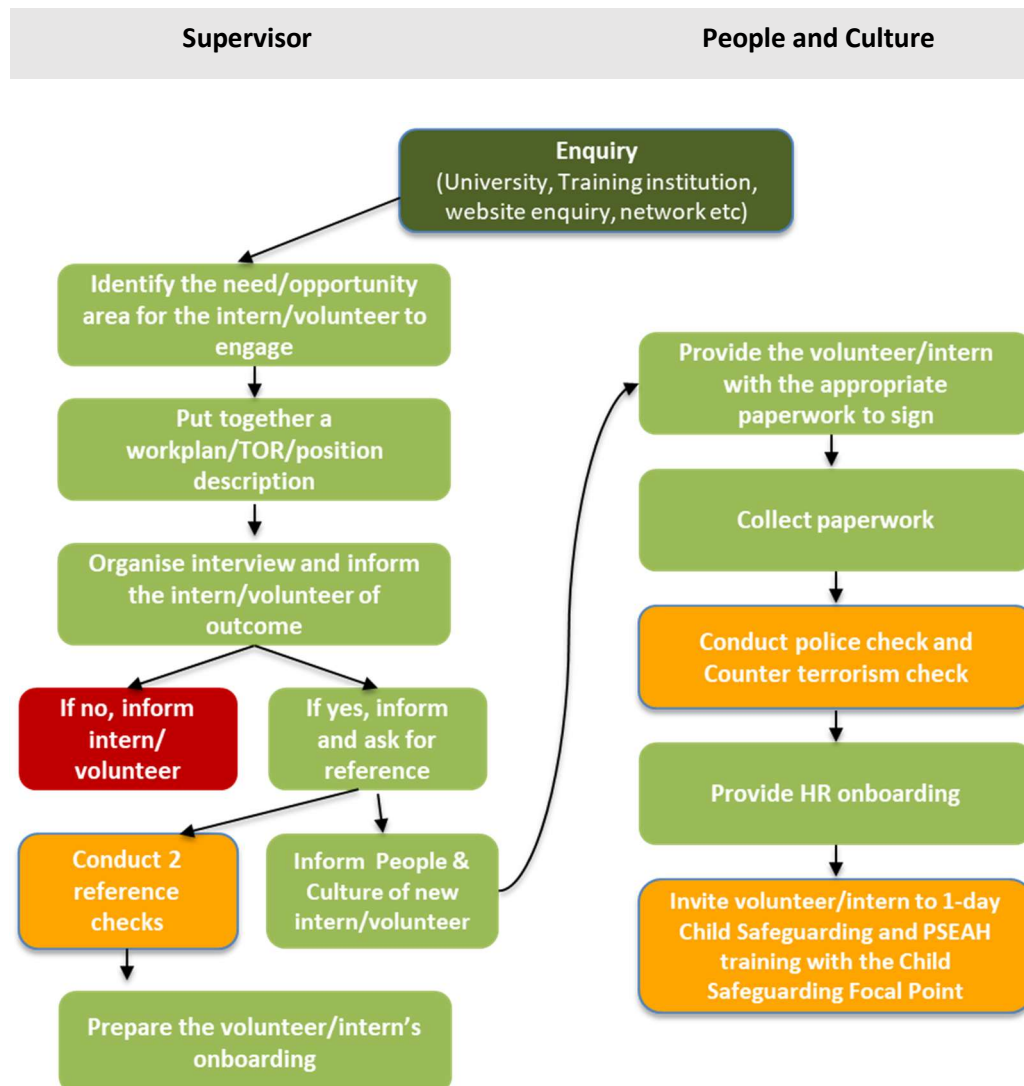 Supervisor
People and Culture
Enquiry
(University, Training institution,
website enquiry, network etc)
Identify the need/opportunity
area for the intern/volunteer to
engage
Put together a
workplan/TOR/position
description
Organise interview and inform
the intern/volunteer of
outcome
If no, inform
intern/
volunteer
If yes, inform
and ask for
reference
Conduct 2
reference
checks
Inform People &
Culture of new
intern/volunteer
Prepare the volunteer/intern’s
onboarding
Provide the volunteer/intern
with the appropriate
paperwork to sign
Collect paperwork
Conduct police check and
Counter terrorism check
Provide HR onboarding
Invite volunteer/intern to 1-day
Child Safeguarding and PSEAH
training with the Child
Safeguarding Focal Point